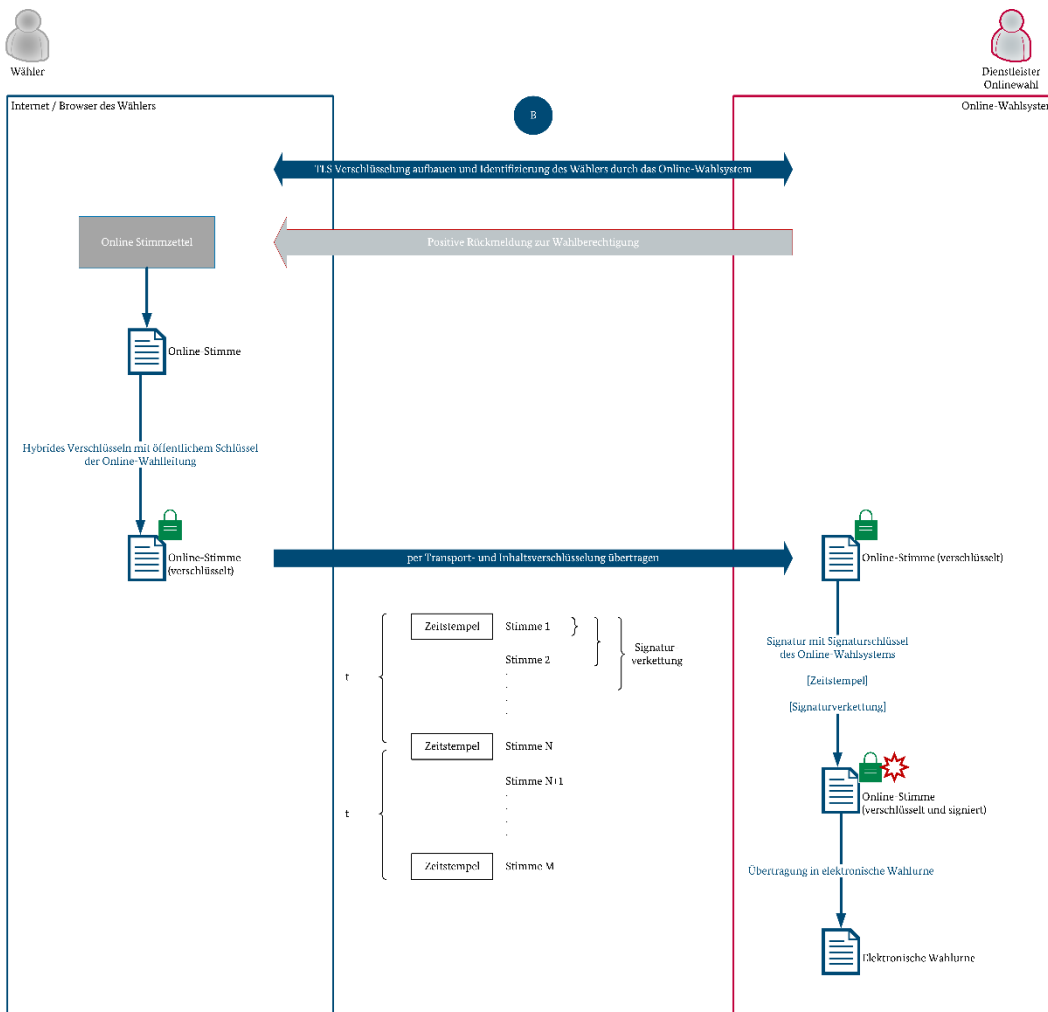 Wähler
Dienstleister
Onlinewahl
Internet / Browser des Wählers
Online-Wahlsystem
B
TLS Verschlüsselung aufbauen und Identifizierung des Wählers durch das Online-Wahlsystem
Online Stimmzettel
Positive Rückmeldung zur Wahlberechtigung
Online-Stimme
Hybrides Verschlüsseln mit öffentlichem Schlüssel
der Online-Wahlleitung
Online-Stimme
(verschlüsselt)
per Transport- und Inhaltsverschlüsselung übertragen
Online-Stimme (verschlüsselt)
Zeitstempel
Stimme 1
Stimme 2
.
.
.
.
Signatur
verkettung
t
Zeitstempel
Stimme N
Stimme N+1
.
.
.
.
t
Zeitstempel
Stimme M
Signatur mit Signaturschlüssel
des Online-Wahlsystems
[Zeitstempel]
[Signaturverkettung]
Online-Stimme
(verschlüsselt und signiert)
Übertragung in elektronische Wahlurne
Elektronische Wahlurne